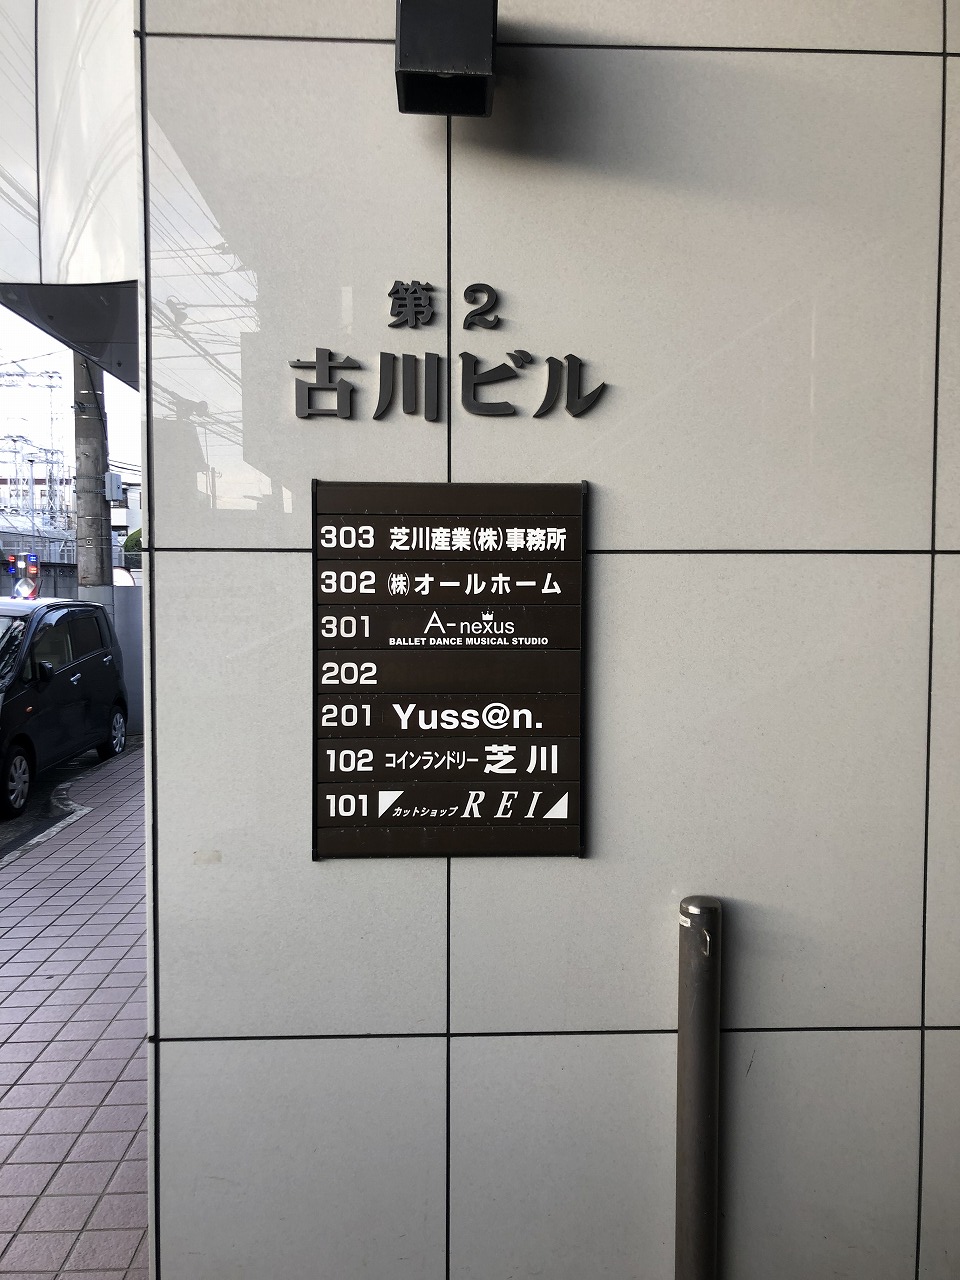 第2
古川ビル
303 芝川産業(株)事務所
302 ㈱オールホーム
301 A-nexus
BALLET DANCE MUSICAL STUDIO
202
201 Yuss@n.
102 コインランドリー 芝川
101 カットショップ REI